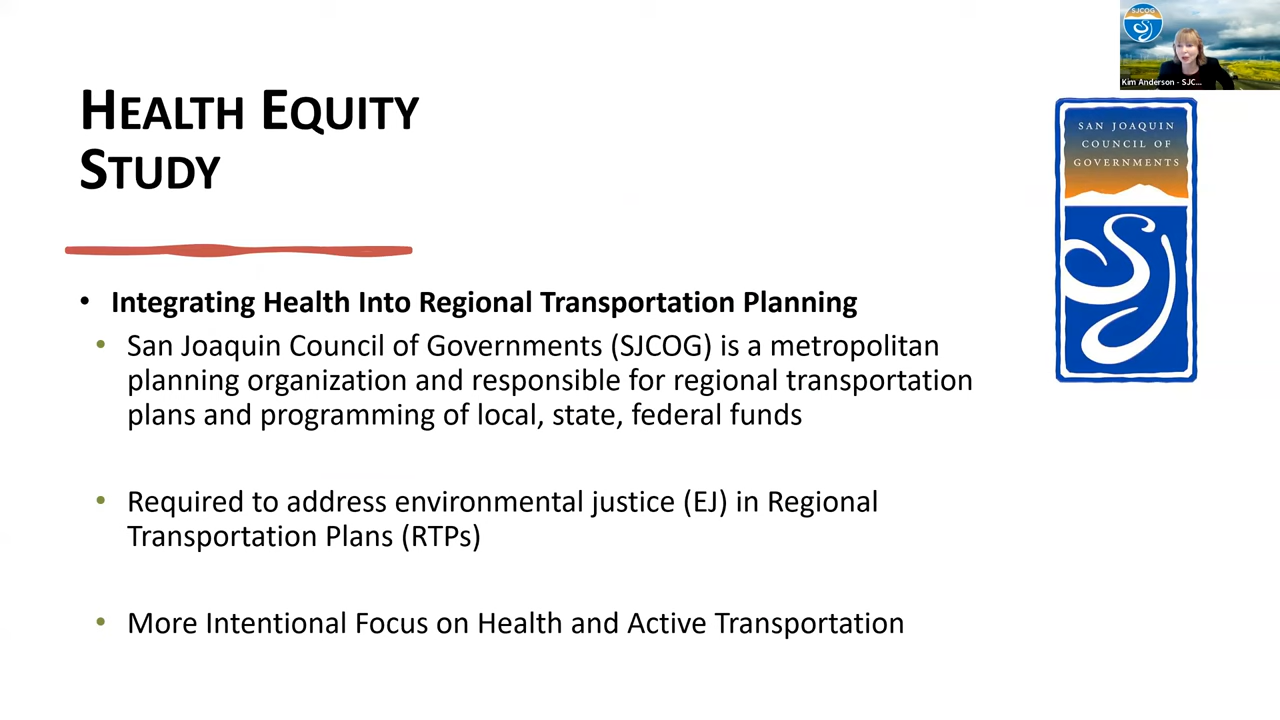 SJCOG
Kim Anderson - SJC...
HEALTH EQUITY
STUDY
SAN JOAQUIN
COUNCIL OF
GOVERNMENTS
• Integrating Health Into Regional Transportation Planning
• San Joaquin Council of Governments (SJCOG) is a metropolitan
planning organization and responsible for regional transportation
plans and programming of local, state, federal funds
• Required to address environmental justice (EJ) in Regional
Transportation Plans (RTPs)
• More Intentional Focus on Health and Active Transportation